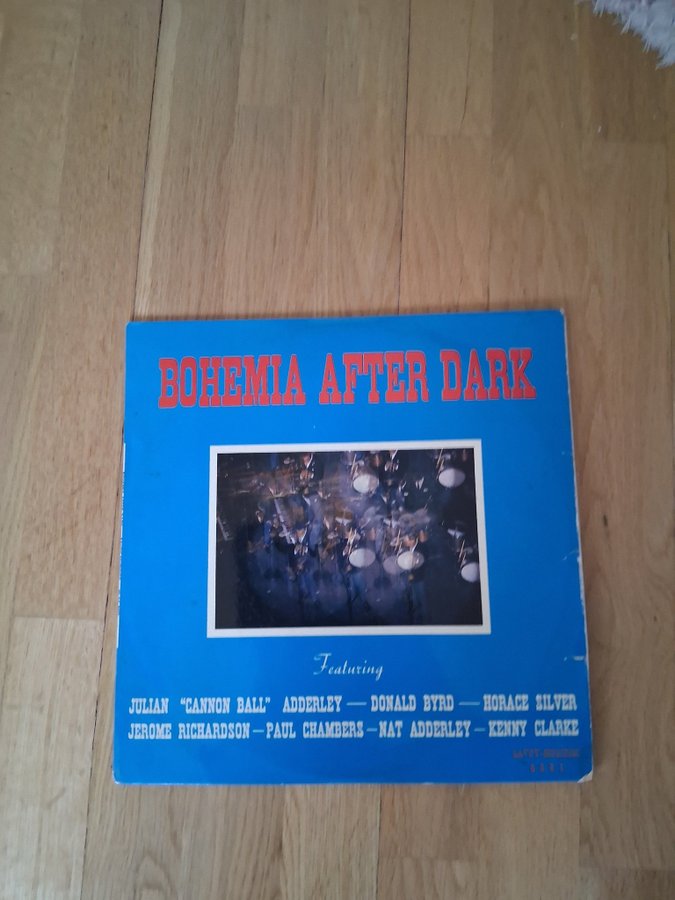 BOHEMIA AFTER DARK
Featuring
JULIAN "CANNON BALL" ADDERLEY — DONALD BYRD — HORACE SILVER
JEROME RICHARDSON — PAUL CHAMBERS — NAT ADDERLEY — KENNY CLARKE